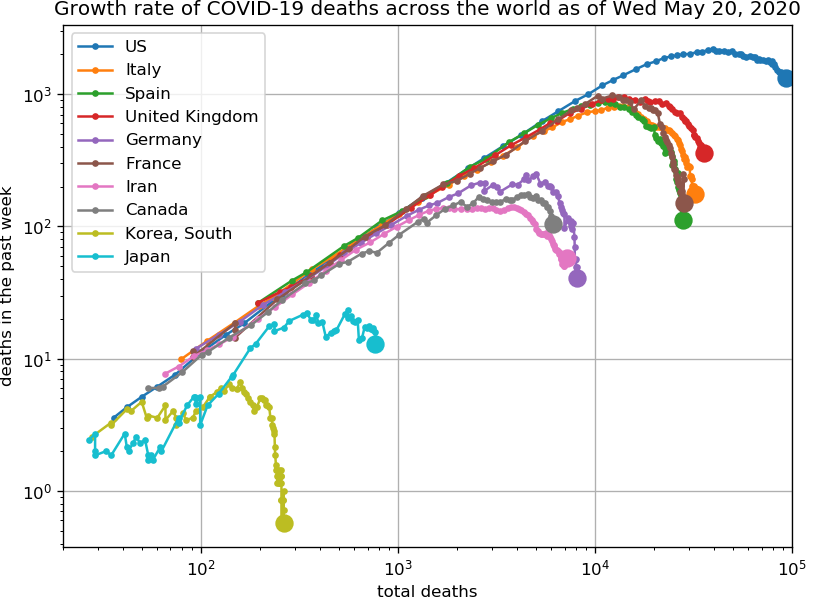 Growth rate of COVID-19 deaths across the world as of Wed May 20, 2020
US
Italy
Spain
United Kingdom
Germany
France
Iran
Canada
Korea, South
Japan
deaths in the past week
10³
10²
10¹
10⁰
10²
10³
10⁴
10⁵
total deaths